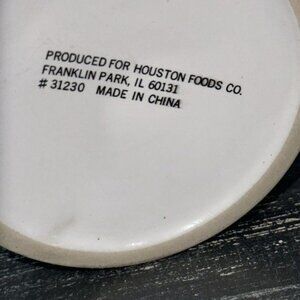 PRODUCED FOR HOUSTON FOODS CO.
FRANKLIN PARK, IL 60131
# 31230 MADE IN CHINA